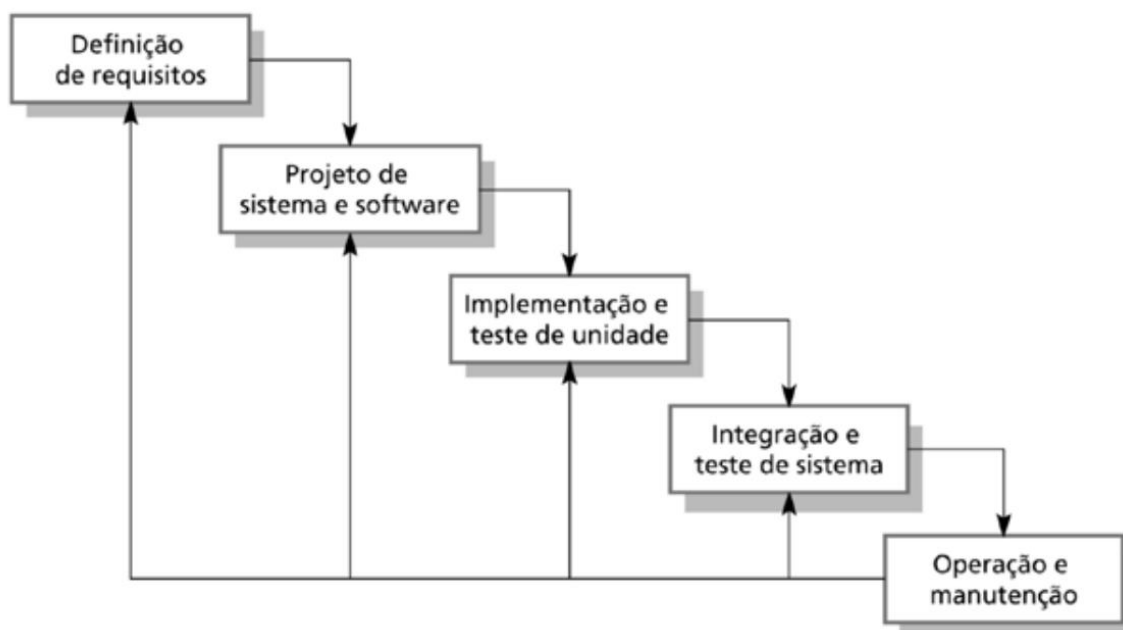 Definição
de requisitos
Projeto de
sistema e software
Implementação e
teste de unidade
Integração e
teste de sistema
Operação e
manutenção